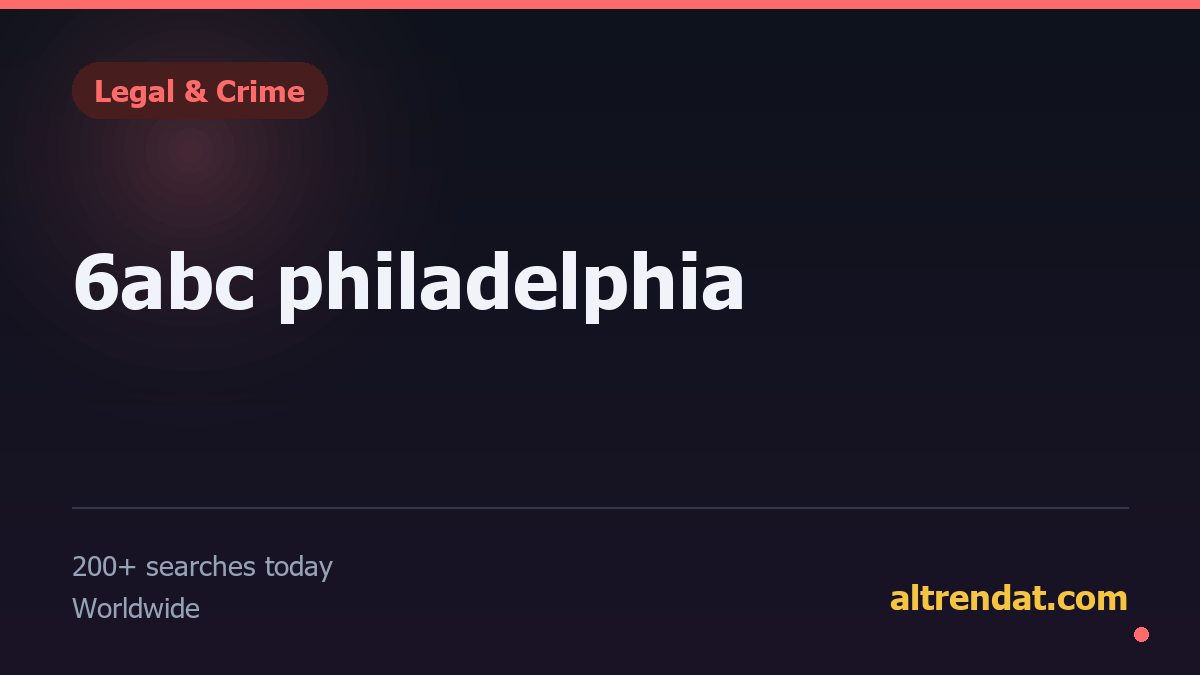 Legal & Crime
6abc philadelphia
200+ searches today
Worldwide
altrendat.com